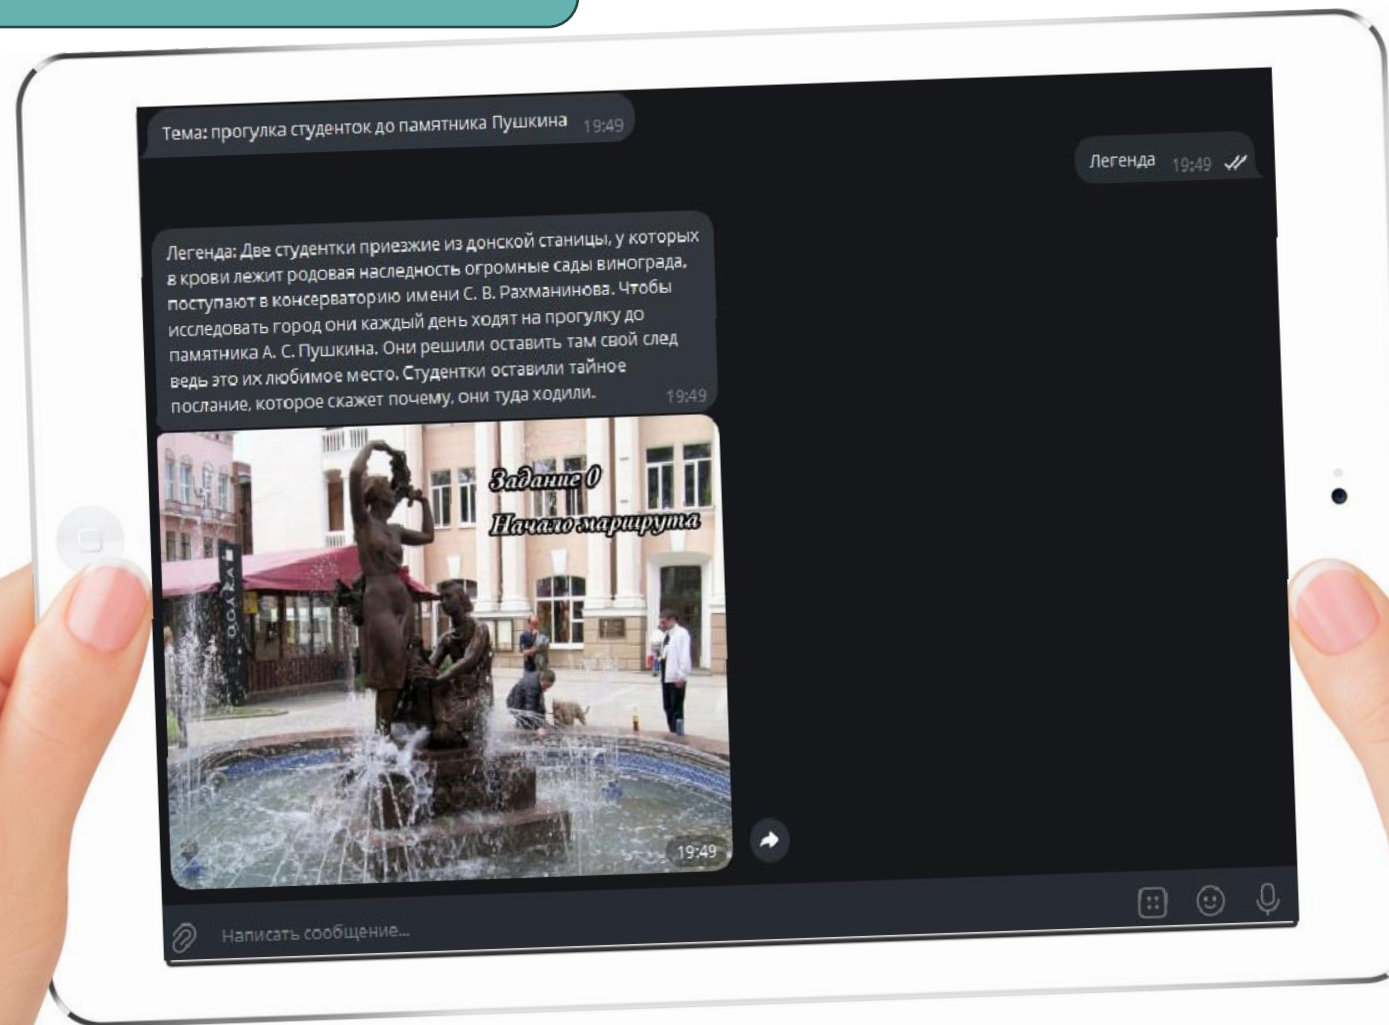 Тема: прогулка студенток до памятника Пушкина 19:49
Легенда 19:49
Легенда: Две студентки приезжие из донской станицы, у которых
в крови лежит родовая наследность огромные сады винограда,
поступают в консерваторию имени С. В. Рахманинова. Чтобы
исследовать город они каждый день ходят на прогулку до
памятника А. С. Пушкина. Они решили оставить там свой след
ведь это их любимое место. Студентки оставили тайное
послание, которое скажет почему, они туда ходили. 19:49
Задание 0
Начало маршрута
19:49
Написать сообщение...